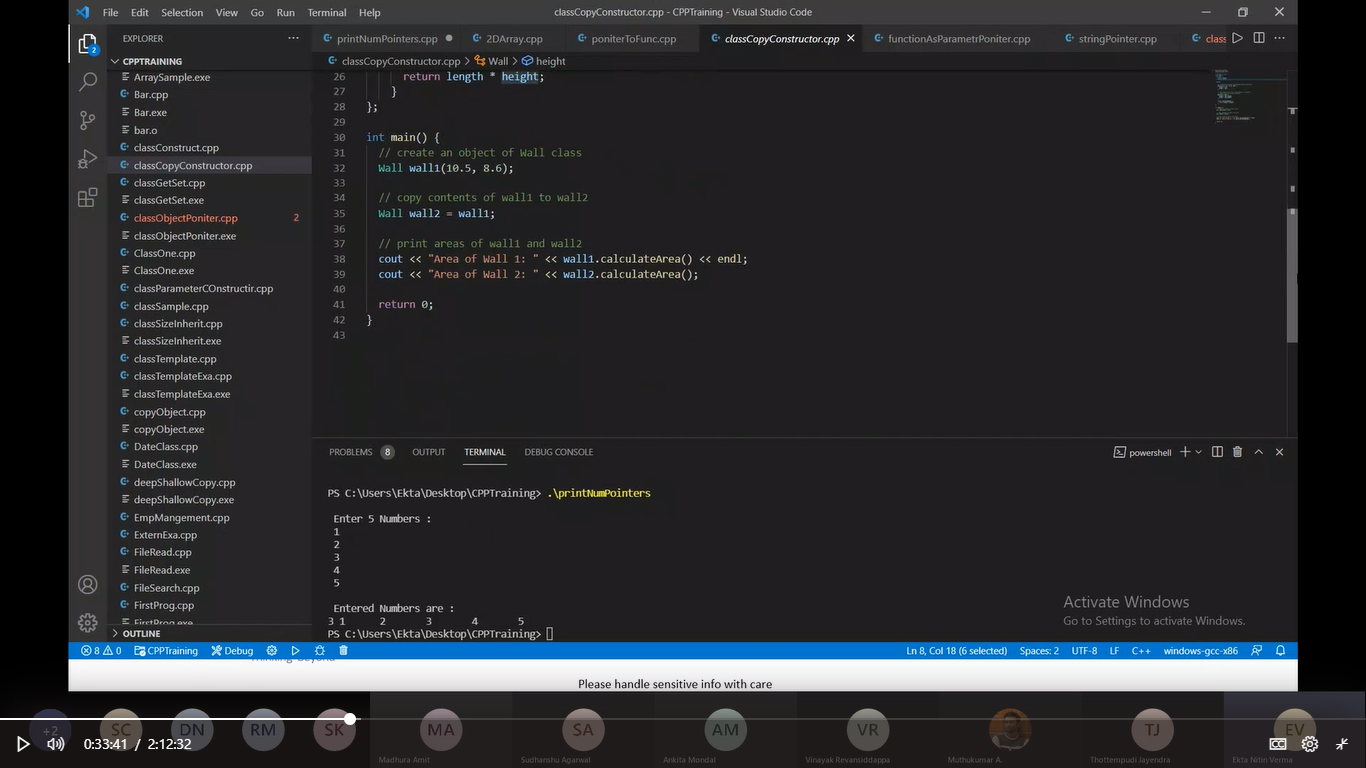 File Edit Selection View Go Run Terminal Help
classCopyConstructor.cpp - CPPTraining - Visual Studio Code
EXPLORER
printNumPointers.cpp
2DArray.cpp
poniterToFunc.cpp
classCopyConstructor.cpp
functionAsParametrPoniter.cpp
stringPointer.cpp
class
2
CPPTRAINING
ArraySample.exe
Bar.cpp
Bar.exe
bar.o
classConstruct.cpp
classCopyConstructor.cpp
classGetSet.cpp
classGetSet.exe
classObjectPoniter.cpp 2
classObjectPoniter.exe
ClassOne.cpp
ClassOne.exe
classParameterCOnstructir.cpp
classSample.cpp
classSizeInherit.cpp
classSizeInherit.exe
classTemplate.cpp
classTemplateExa.cpp
classTemplateExa.exe
copyObject.cpp
copyObject.exe
DateClass.cpp
DateClass.exe
deepShallowCopy.cpp
deepShallowCopy.exe
EmpMangement.cpp
ExternExa.cpp
FileRead.cpp
FileRead.exe
FileSearch.cpp
FirstProg.cpp
FirstProg.exe
OUTLINE
classCopyConstructor.cpp > Wall > height
26 return length * height;
27 }
28 };
29
30 int main() {
31 // create an object of Wall class
32 Wall wall1(10.5, 8.6);
33
34 // copy contents of wall1 to wall2
35 Wall wall2 = wall1;
36
37 // print areas of wall1 and wall2
38 cout << "Area of Wall 1: " << wall1.calculateArea() << endl;
39 cout << "Area of Wall 2: " << wall2.calculateArea();
40
41 return 0;
42 }
43
PROBLEMS 8 OUTPUT TERMINAL DEBUG CONSOLE
powershell
PS C:\Users\Ekta\Desktop\CPPTraining> .\printNumPointers
Enter 5 Numbers :
1
2
3
4
5
Entered Numbers are :
3 1 2 3 4 5
PS C:\Users\Ekta\Desktop\CPPTraining>
Activate Windows
Go to Settings to activate Windows.
8 0 CPPTraining Debug
Ln 8, Col 18 (6 selected) Spaces: 2 UTF-8 LF C++ windows-gcc-x86
Thinking Beyond
Please handle sensitive info with care
+2 SC DN RM SK MA SA AM VR TJ EV
0:33:41 / 2:12:32
CC
Madhura Amit
Sudhanshu Agarwal
Ankita Mondal
Vinayak Revansiddappa
Muthukumar A.
Thottempudi Jayendra
Ekta Nitin Verma